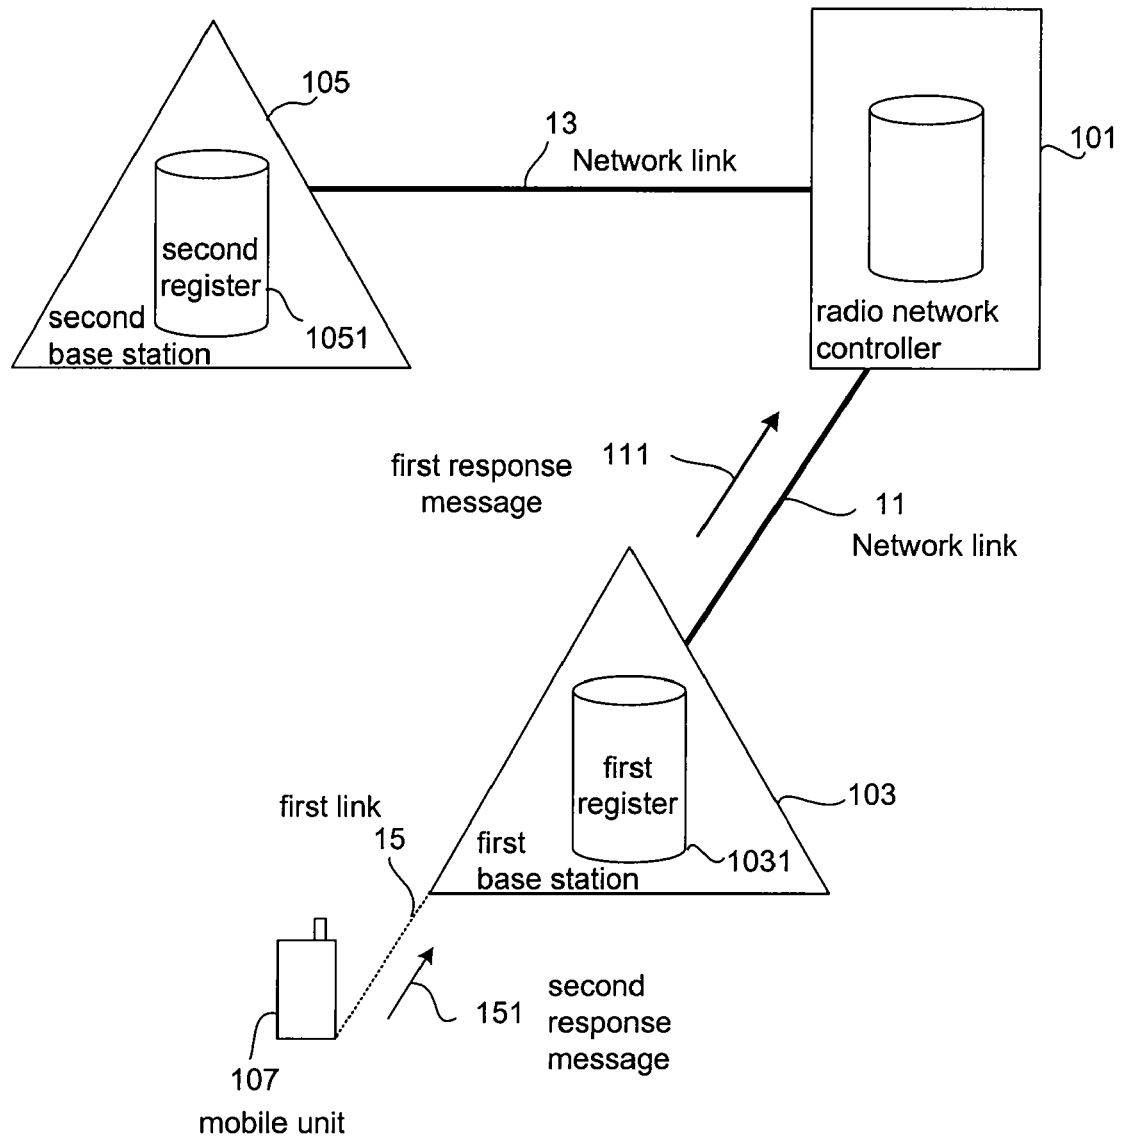 105
13
Network link
101
second
register
second
base station
1051
radio network
controller
first response
message
111
11
Network link
first
register
103
first link
15
first
base station
1031
151
second
response
message
107
mobile unit